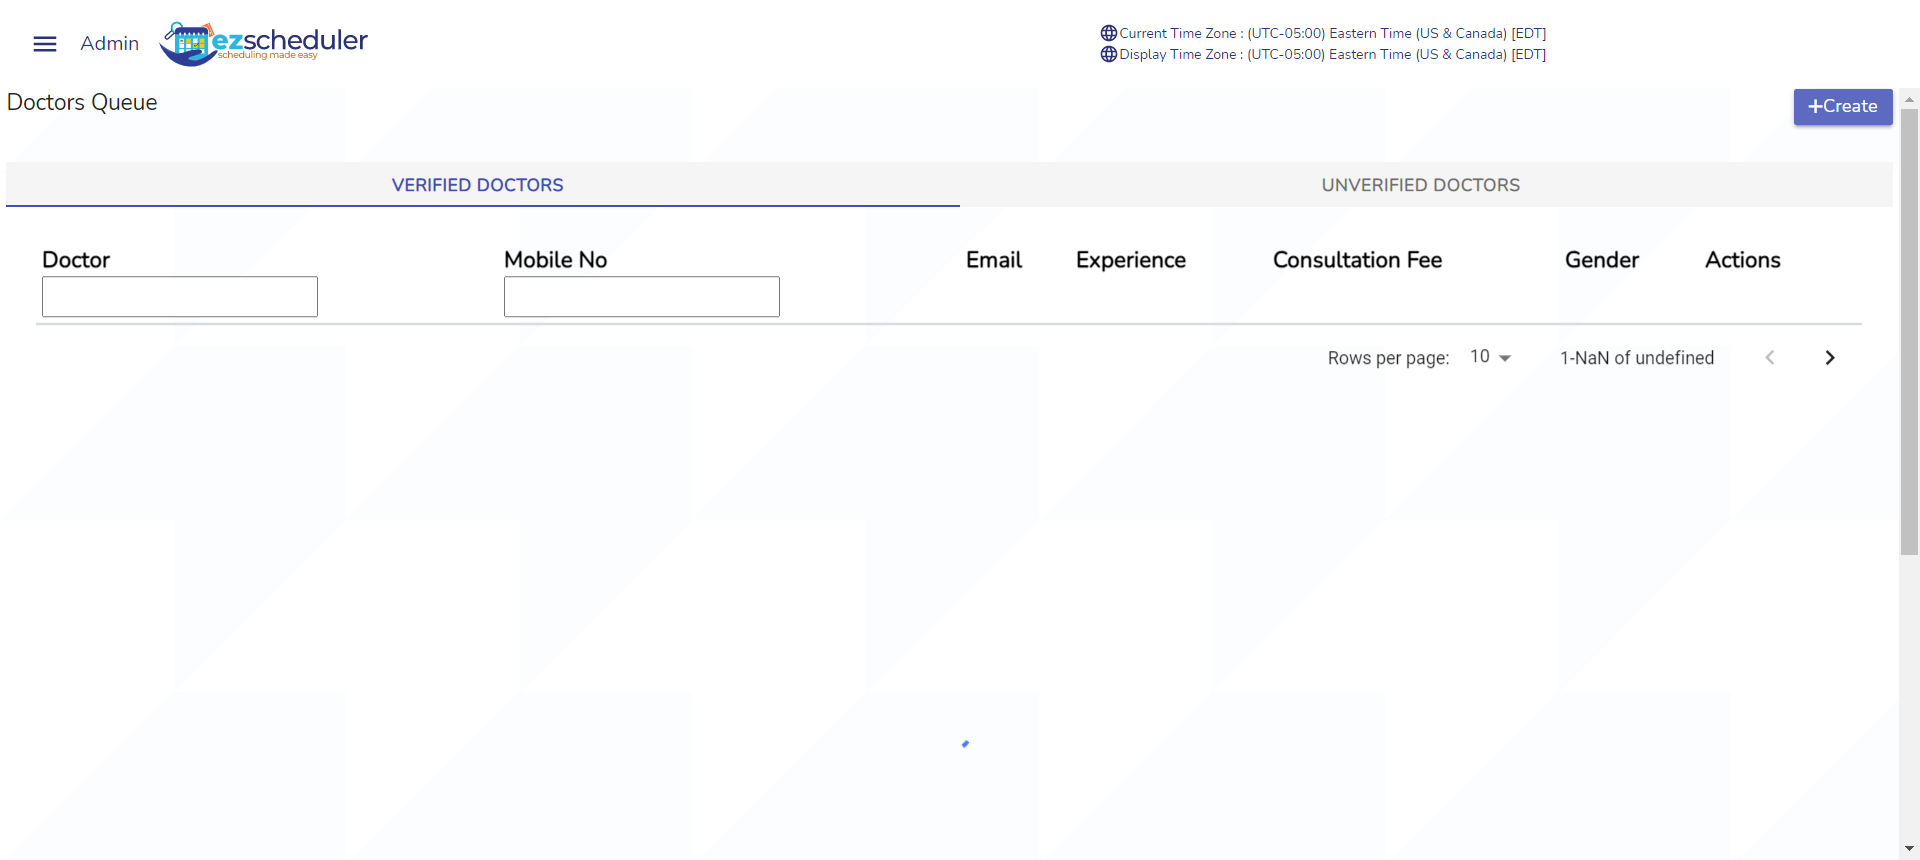 Admin
ezscheduler
scheduling made easy
Current Time Zone : (UTC-05:00) Eastern Time (US & Canada) [EDT]
Display Time Zone : (UTC-05:00) Eastern Time (US & Canada) [EDT]
Doctors Queue
+Create
VERIFIED DOCTORS UNVERIFIED DOCTORS
Doctor Mobile No Email Experience Consultation Fee Gender Actions
Rows per page: 10 1-NaN of undefined